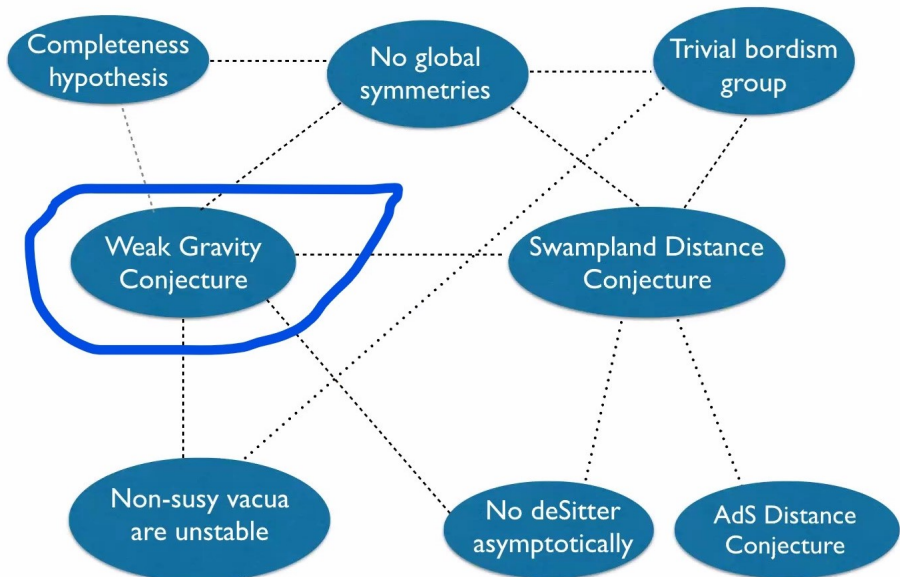 Completeness
hypothesis
No global
symmetries
Trivial bordism
group
Weak Gravity
Conjecture
Swampland Distance
Conjecture
Non-susy vacua
are unstable
No deSitter
asymptotically
AdS Distance
Conjecture